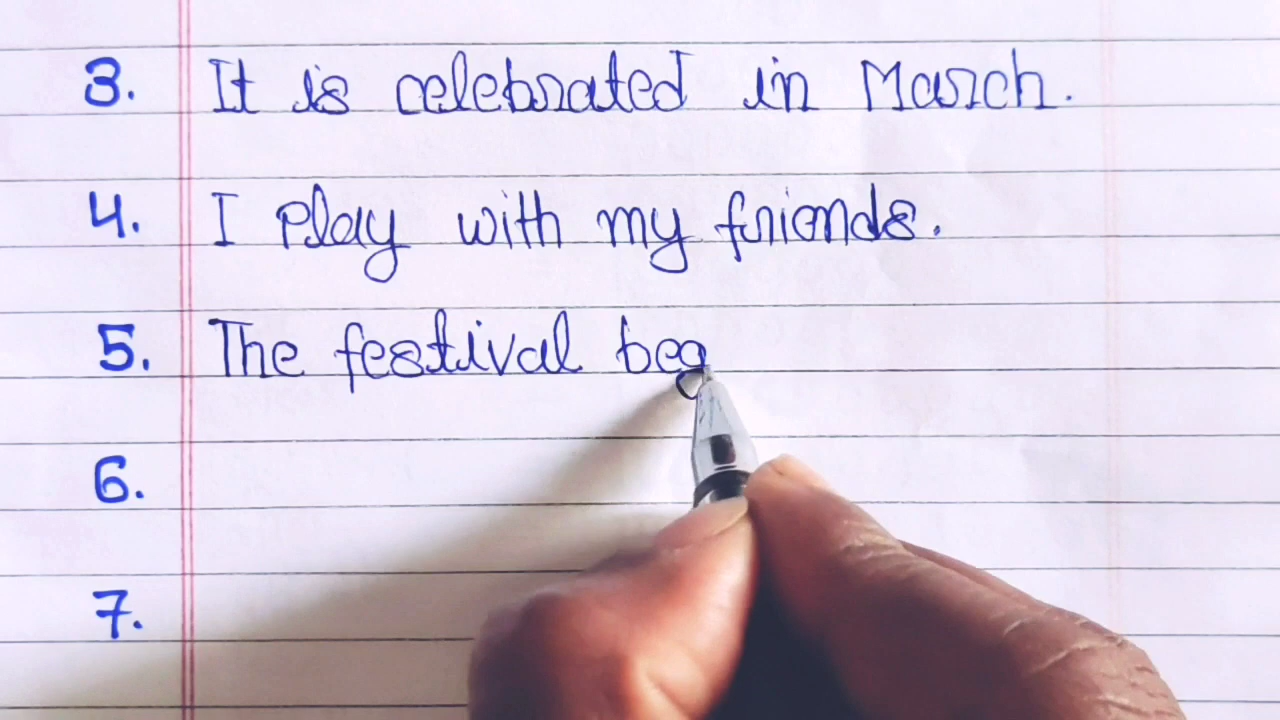 3. It is celebrated in March.
4. I play with my friends.
5. The festival beg
6.
7.